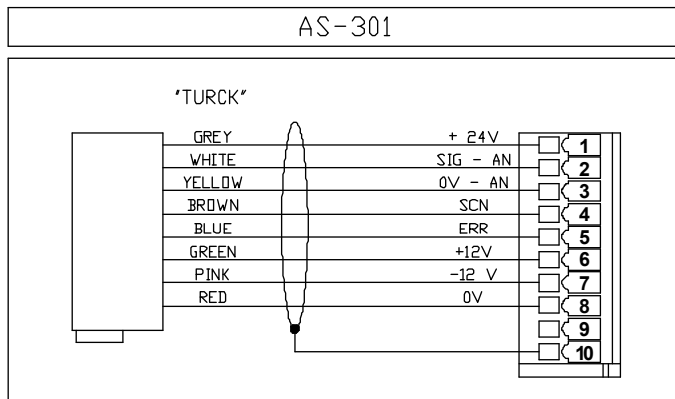 AS-301
"TURCK"
GREY + 24V 1
WHITE SIG - AN 2
YELLOW 0V - AN 3
BROWN SCN 4
BLUE ERR 5
GREEN +12V 6
PINK -12 V 7
RED 0V 8
9
10